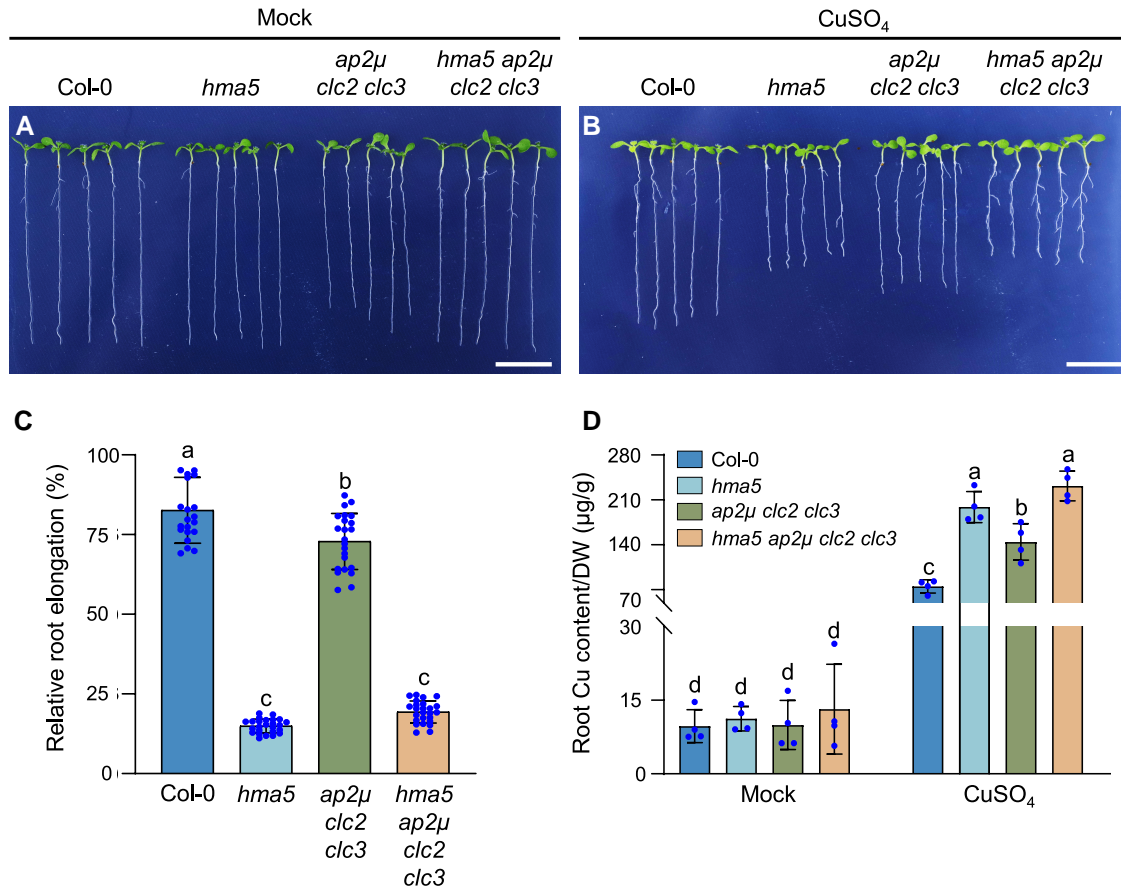 Mock
CuSO₄
Col-0
hma5
ap2μ
clc2 clc3
hma5 ap2μ
clc2 clc3
Col-0
hma5
ap2μ
clc2 clc3
hma5 ap2μ
clc2 clc3
A
B
C
Relative root elongation (%)
100
75
50
25
0
a
c
b
c
Col-0
hma5
ap2μ
clc2
clc3
hma5
ap2μ
clc2
clc3
D
Root Cu content/DW (μg/g)
280
210
140
70
30
15
0
Col-0
hma5
ap2μ clc2 clc3
hma5 ap2μ clc2 clc3
d
d
d
d
c
a
b
a
Mock
CuSO₄